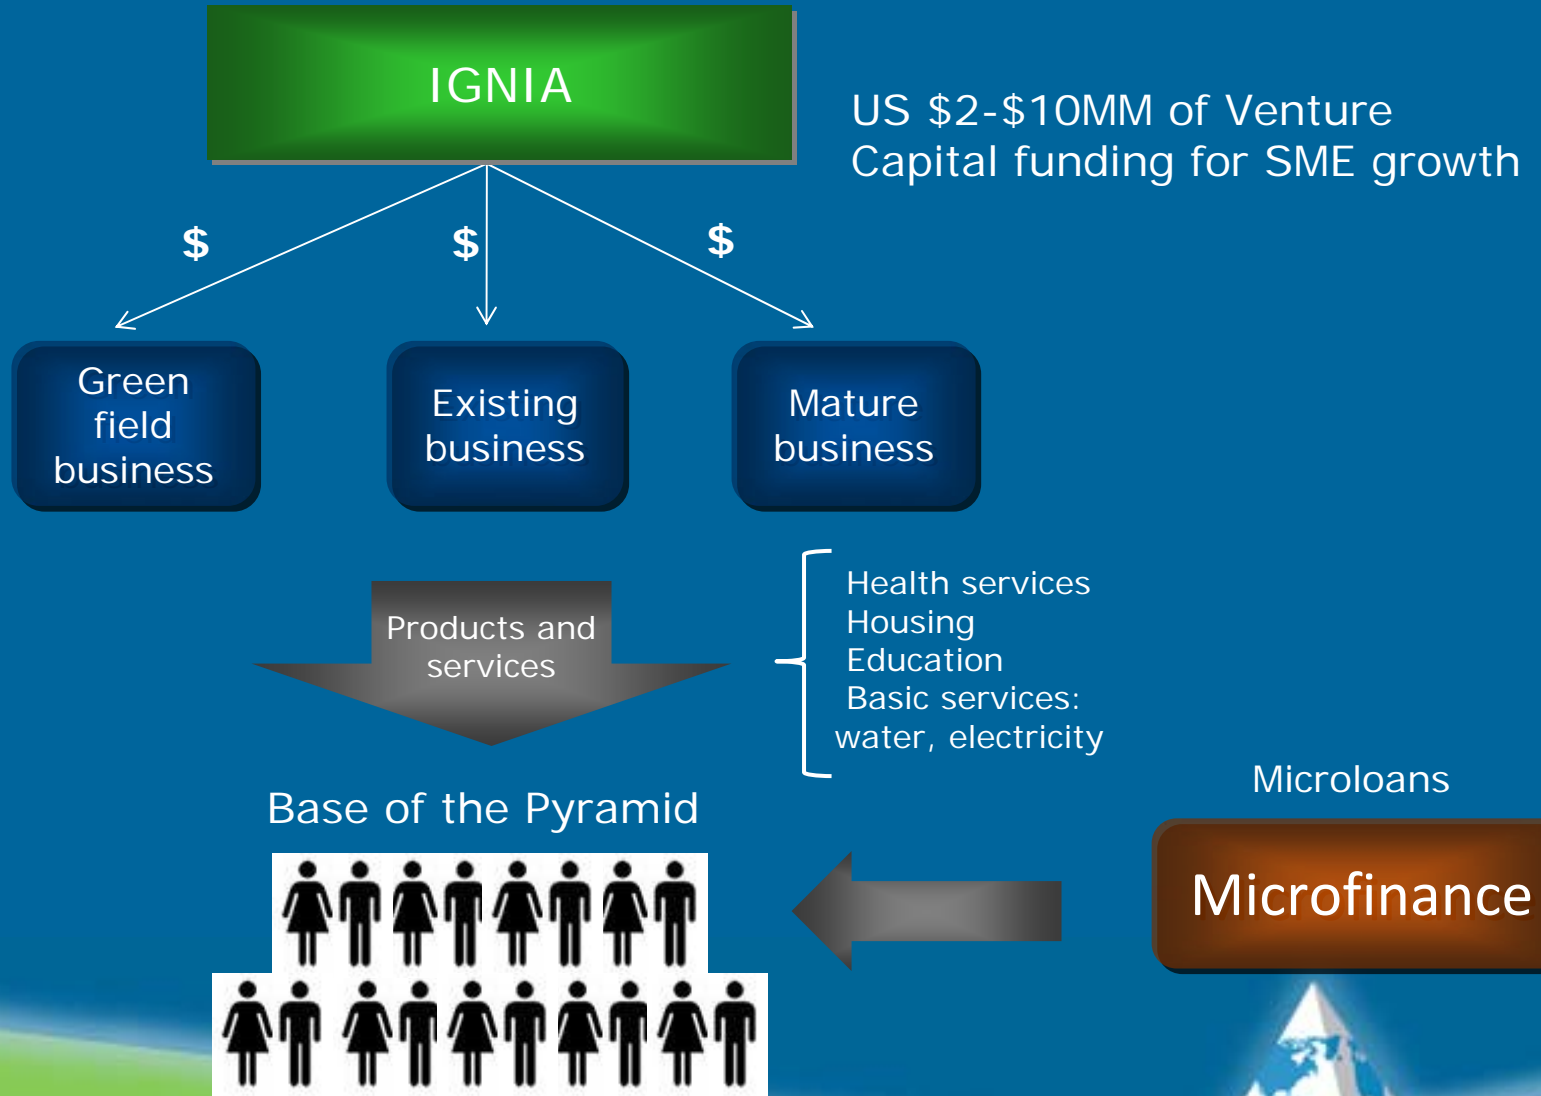 IGNIA
US $2-$10MM of Venture
Capital funding for SME growth
$
$
$
Green
field
business
Existing
business
Mature
business
Products and
services
Health services
Housing
Education
Basic services:
water, electricity
Base of the Pyramid
Microloans
Microfinance